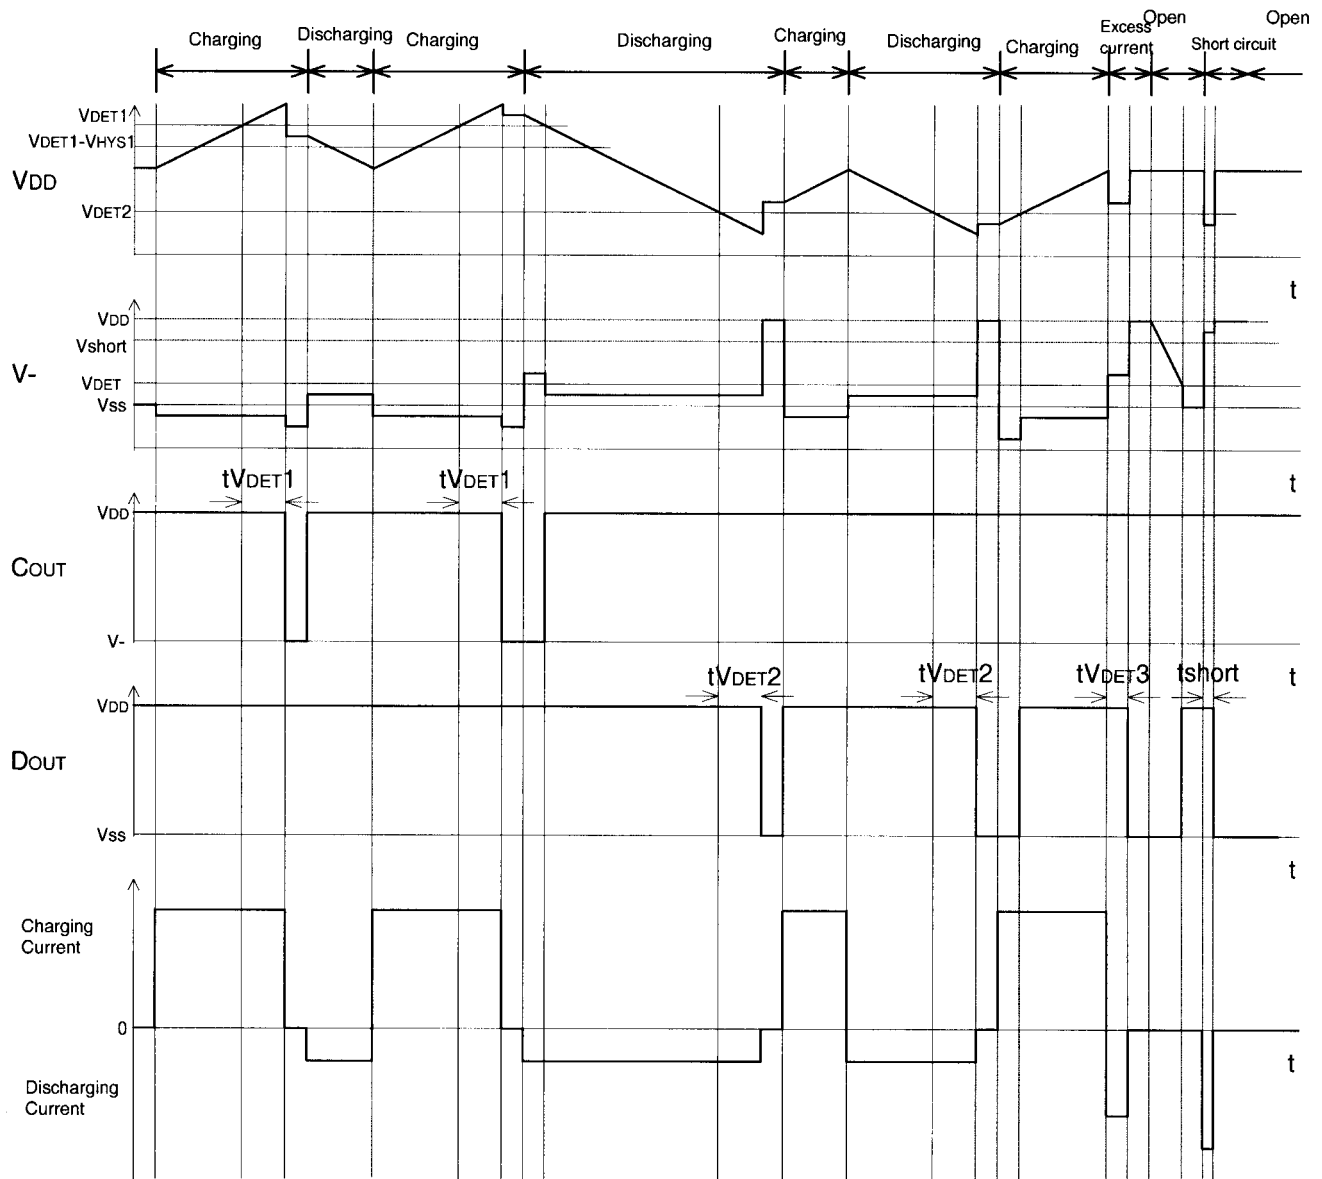 Charging
Discharging
Charging
Discharging
Charging
Discharging
Charging
Excess
current
Open
Short circuit
Open
VDET1
VDET1-VHYS1
VDD
VDET2
t
VDD
Vshort
V-
VDET
VSS
t
tVDET1
tVDET1
VDD
COUT
V-
t
tVDET2
tVDET2
tVDET3
tshort
VDD
DOUT
VSS
t
Charging
Current
0
t
Discharging
Current